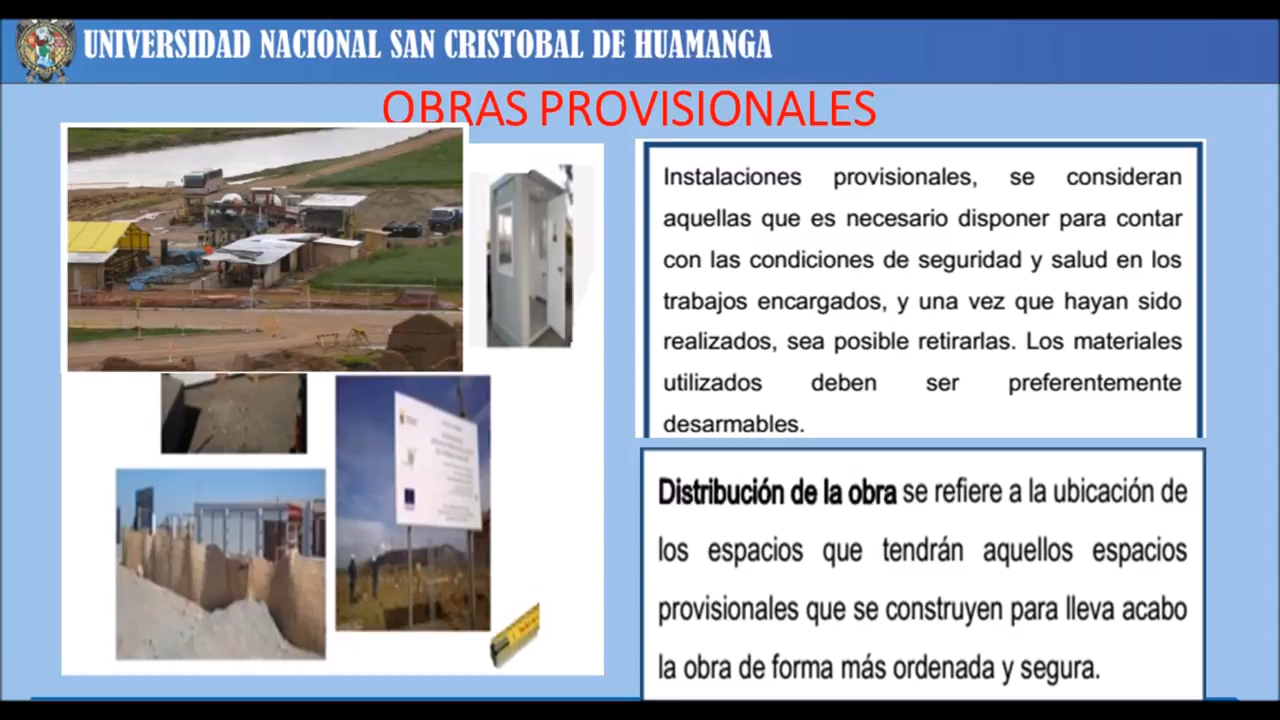 UNIVERSIDAD NACIONAL SAN CRISTOBAL DE HUAMANGA
OBRAS PROVISIONALES
Instalaciones provisionales, se consideran
aquellas que es necesario disponer para contar
con las condiciones de seguridad y salud en los
trabajos encargados, y una vez que hayan sido
realizados, sea posible retirarlas. Los materiales
utilizados deben ser preferentemente
desarmables.
Distribución de la obra se refiere a la ubicación de
los espacios que tendrán aquellos espacios
provisionales que se construyen para lleva acabo
la obra de forma más ordenada y segura.